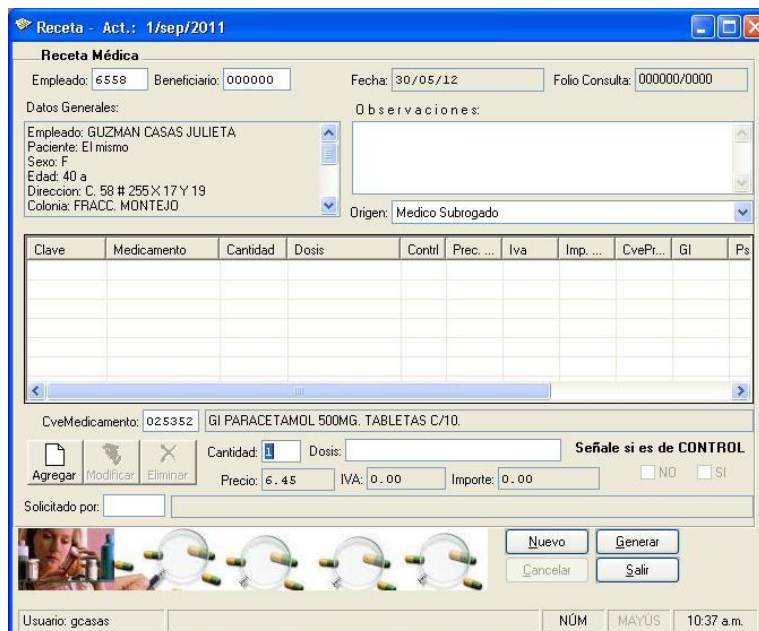 Receta - Act.: 1/sep/2011
Receta Médica
Empleado: 6558 Beneficiario: 000000 Fecha: 30/05/12 Folio Consulta: 000000/0000
Datos Generales:
Observaciones:
Empleado: GUZMAN CASAS JULIETA
Paciente: El mismo
Sexo: F
Edad: 40 a
Direccion: C. 58 # 255 X 17 Y 19
Colonia: FRACC. MONTEJO
Origen: Medico Subrogado
Clave Medicamento Cantidad Dosis Contrl Prec. ... Iva Imp. ... CvePr... GI Ps
CveMedicamento: 025352 GI PARACETAMOL 500MG. TABLETAS C/10.
Agregar Modificar Eliminar Cantidad: 1 Dosis: Señale si es de CONTROL
Precio: 6.45 IVA: 0.00 Importe: 0.00 NO SI
Solicitado por:
Nuevo Generar
Cancelar Salir
Usuario: gcasas NÚM MAYÚS 10:37 a.m.